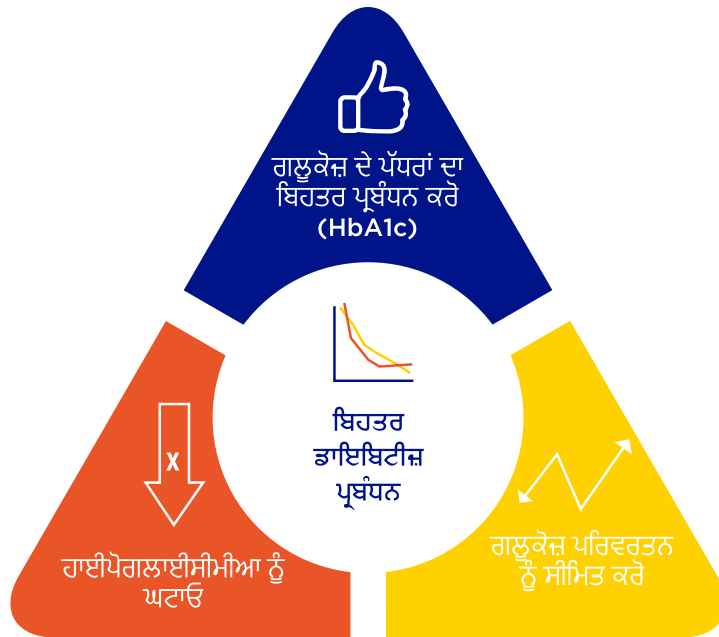 ਗਲੂਕੋਜ਼ ਦੇ ਪੱਧਰਾਂ ਦਾ
ਬਿਹਤਰ ਪ੍ਰਬੰਧਨ ਕਰੋ
(HbA1c)
ਬਿਹਤਰ
ਡਾਇਬਿਟੀਜ਼
ਪ੍ਰਬੰਧਨ
X
ਹਾਈਪੋਗਲਾਈਸੀਮੀਆ ਨੂੰ
ਘਟਾਓ
ਗਲੂਕੋਜ਼ ਪਰਿਵਰਤਨ
ਨੂੰ ਸੀਮਿਤ ਕਰੋ